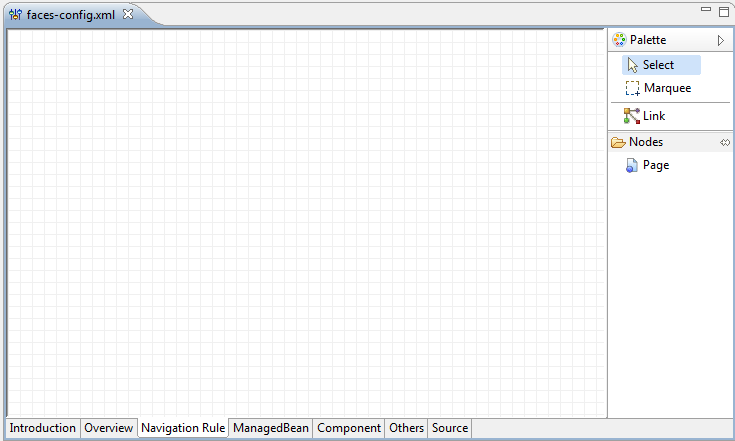 faces-config.xml
Palette
Select
Marquee
Link
Nodes
Page
Introduction Overview Navigation Rule ManagedBean Component Others Source